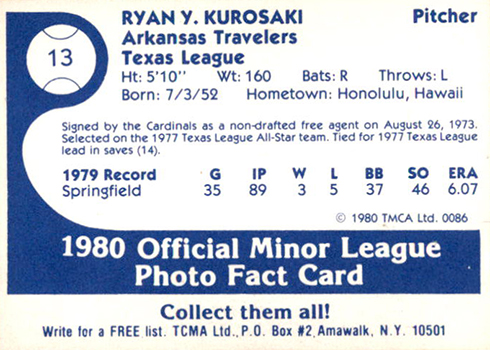 RYAN Y. KUROSAKI Pitcher
13
Arkansas Travelers
Texas League
Ht: 5'10'' Wt: 160 Bats: R Throws: L
Born: 7/3/52 Hometown: Honolulu, Hawaii
Signed by the Cardinals as a non-drafted free agent on August 26, 1973.
Selected on the 1977 Texas League All-Star team. Tied for 1977 Texas League
lead in saves (14).
1979 Record G IP W L BB SO ERA
Springfield 35 89 3 5 37 46 6.07
© 1980 TMCA Ltd. 0086
1980 Official Minor League
Photo Fact Card
Collect them all!
Write for a FREE list. TCMA Ltd., P.O. Box #2, Amawalk, N.Y. 10501